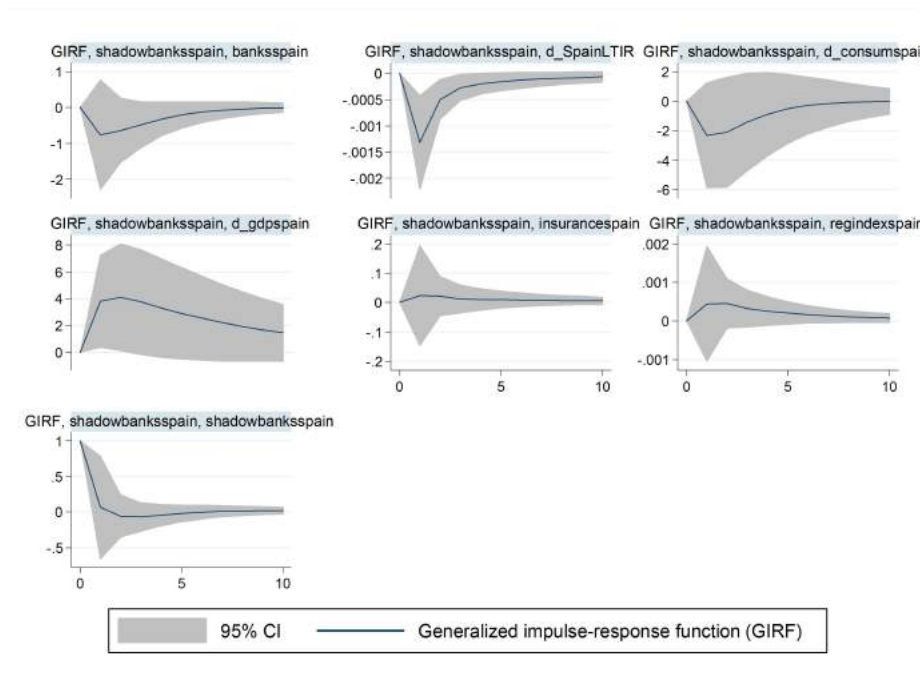 GIRF, shadowbanksspain, banksspain
1
0
-1
-2
GIRF, shadowbanksspain, d_SpainLTIR
0
-.0005
-.001
-.0015
-.002
GIRF, shadowbanksspain, d_consumspai
2
0
-2
-4
-6
GIRF, shadowbanksspain, d_gdpspain
8
6
4
2
0
GIRF, shadowbanksspain, insurancespain
.2
.1
0
-.1
-.2
0 5 10
GIRF, shadowbanksspain, regindexspain
.002
.001
0
-.001
0 5 10
GIRF, shadowbanksspain, shadowbanksspain
1
.5
0
-.5
0 5 10
95% CI Generalized impulse-response function (GIRF)